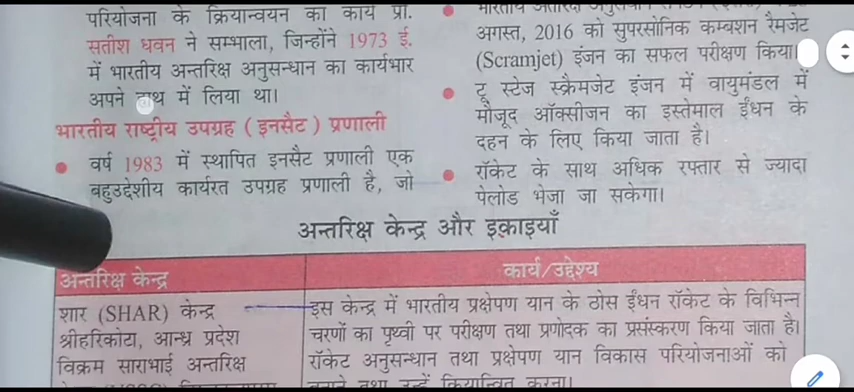 परियोजना के क्रियान्वयन का कार्य प्रो.
सतीश धवन ने सम्भाला, जिन्होंने 1973 ई.
में भारतीय अन्तरिक्ष अनुसन्धान का कार्यभार
अपने हाथ में लिया था।
भारतीय राष्ट्रीय उपग्रह (इनसैट) प्रणाली
• वर्ष 1983 में स्थापित इनसैट प्रणाली एक
बहुउद्देशीय कार्यरत उपग्रह प्रणाली है, जो
अगस्त, 2016 को सुपरसोनिक कम्बशन रैमजेट
(Scramjet) इंजन का सफल परीक्षण किया।
• टू स्टेज स्क्रैमजेट इंजन में वायुमंडल में
मौजूद ऑक्सीजन का इस्तेमाल ईंधन के
दहन के लिए किया जाता है।
• रॉकेट के साथ अधिक रफ्तार से ज्यादा
पेलोड भेजा जा सकेगा।
अन्तरिक्ष केन्द्र और इकाइयाँ
अन्तरिक्ष केन्द्र
कार्य/उद्देश्य
शार (SHAR) केन्द्र
श्रीहरिकोटा, आन्ध्र प्रदेश
इस केन्द्र में भारतीय प्रक्षेपण यान के ठोस ईंधन रॉकेट के विभिन्न
चरणों का पृथ्वी पर परीक्षण तथा प्रणोदक का प्रसंस्करण किया जाता है।
विक्रम साराभाई अन्तरिक्ष
रॉकेट अनुसन्धान तथा प्रक्षेपण यान विकास परियोजनाओं को